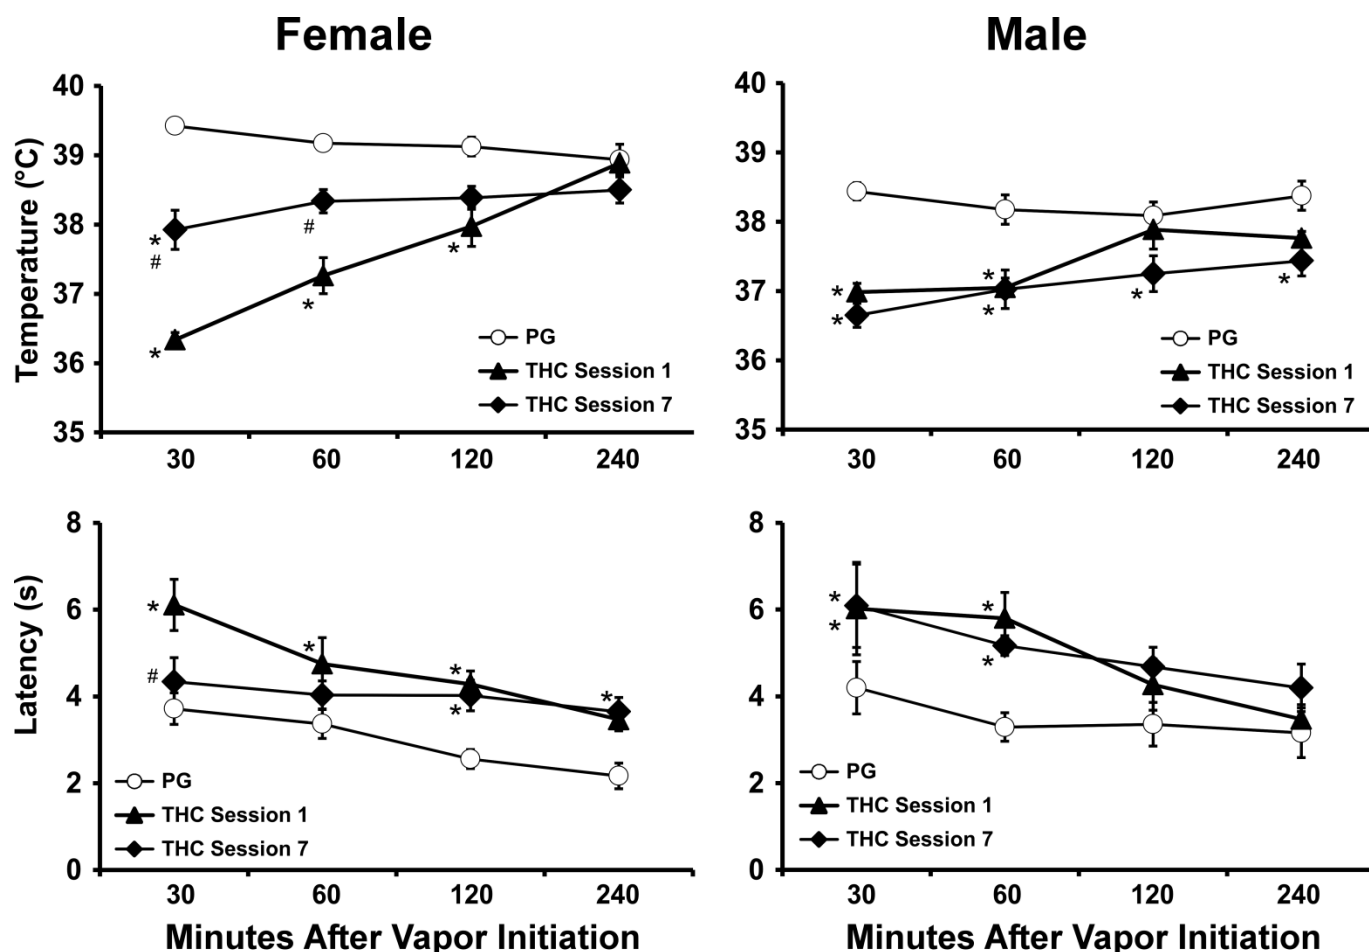 Female
Male
Temperature (°C)
40
39
38
37
36
35
*
#
#
*
*
*
PG
THC Session 1
THC Session 7
30 60 120 240
40
39
38
37
36
35
*
*
*
*
*
*
PG
THC Session 1
THC Session 7
30 60 120 240
Latency (s)
8
6
4
2
0
*
#
*
*
*
*
PG
THC Session 1
THC Session 7
30 60 120 240
Minutes After Vapor Initiation
8
6
4
2
0
*
*
*
*
PG
THC Session 1
THC Session 7
30 60 120 240
Minutes After Vapor Initiation